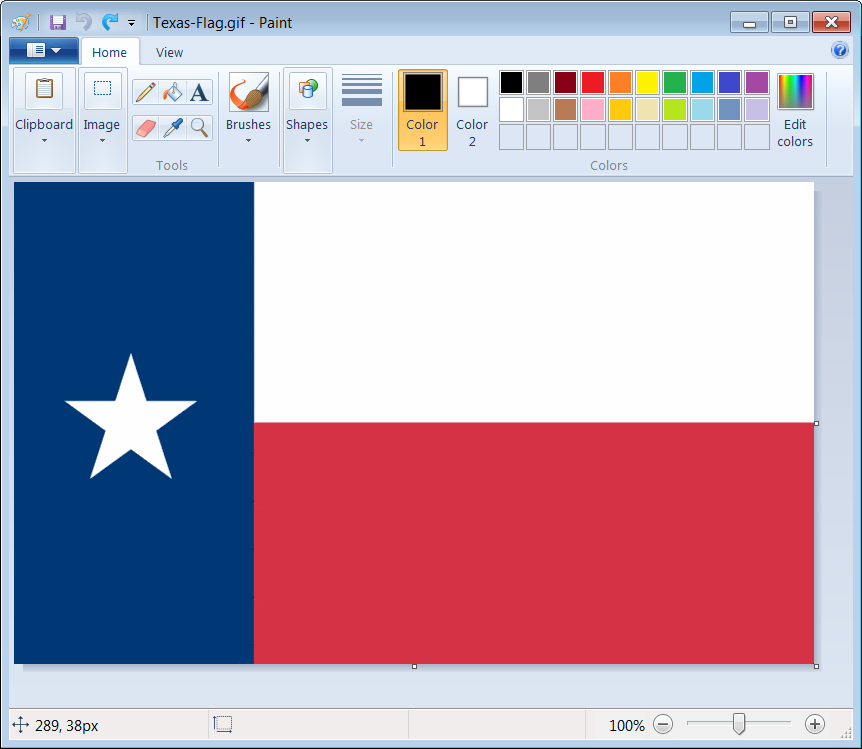 Texas-Flag.gif - Paint
Home
View
Clipboard
Image
Tools
Brushes
Shapes
Size
Color
1
Color
2
Edit
colors
Colors
289, 38px
100%